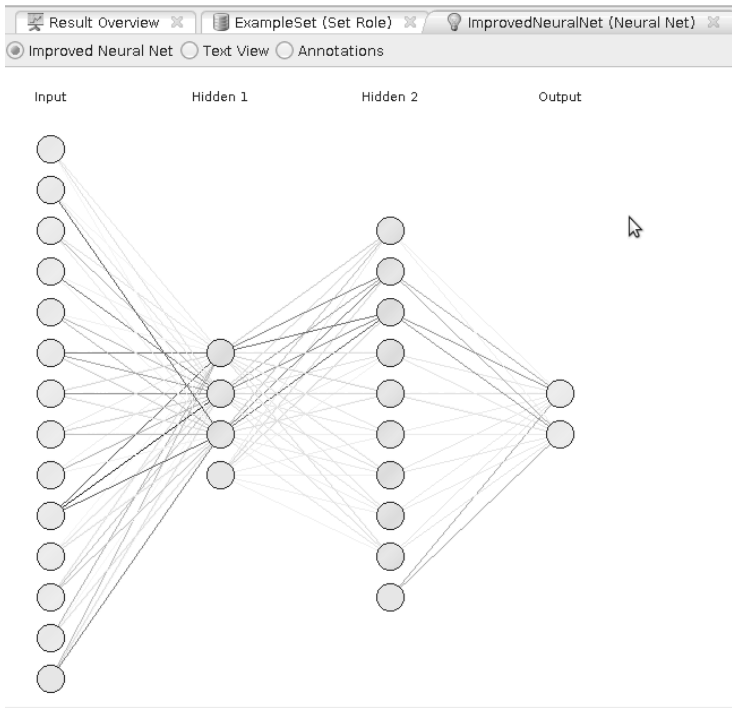 Result Overview ExampleSet (Set Role) ImprovedNeuralNet (Neural Net)
Improved Neural Net Text View Annotations
Input Hidden 1 Hidden 2 Output